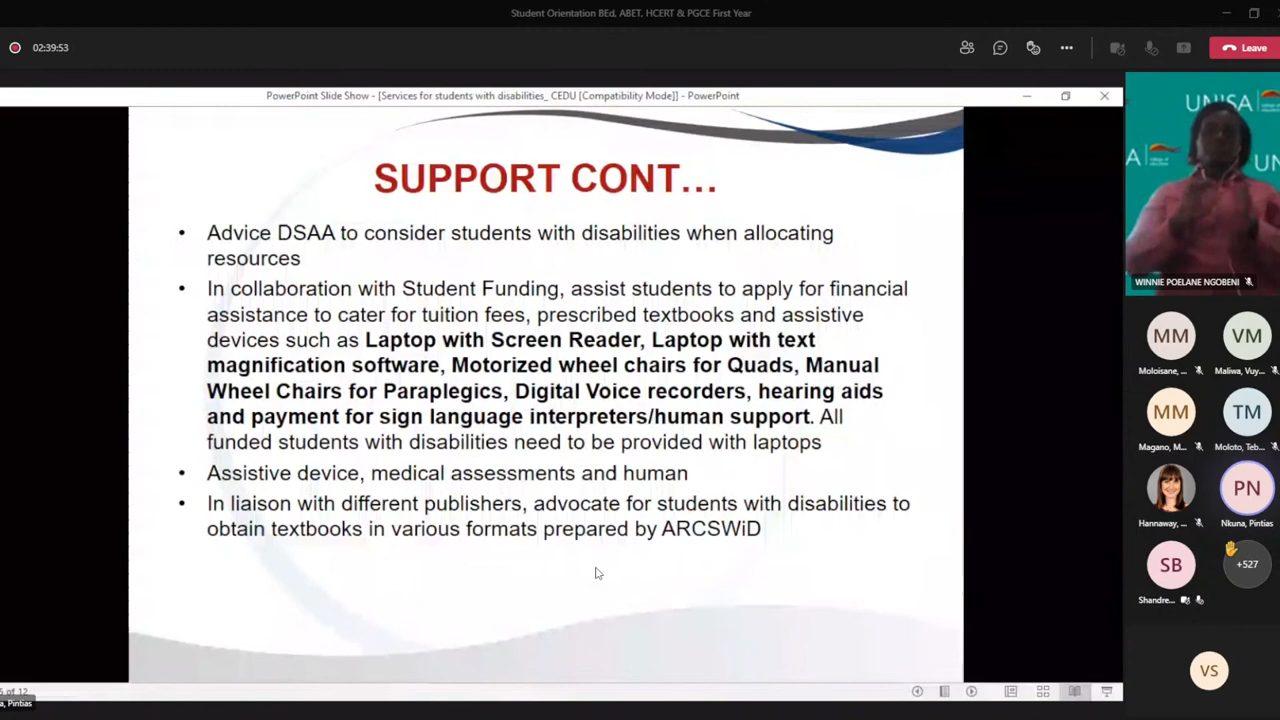 Student Orientation BEd, ABET, HCERT & PGCE First Year
02:39:53
Leave
PowerPoint Slide Show - [Services for students with disabilities_ CEDU [Compatibility Mode]] - PowerPoint
SUPPORT CONT…
• Advice DSAA to consider students with disabilities when allocating
resources
• In collaboration with Student Funding, assist students to apply for financial
assistance to cater for tuition fees, prescribed textbooks and assistive
devices such as Laptop with Screen Reader, Laptop with text
magnification software, Motorized wheel chairs for Quads, Manual
Wheel Chairs for Paraplegics, Digital Voice recorders, hearing aids
and payment for sign language interpreters/human support. All
funded students with disabilities need to be provided with laptops
• Assistive device, medical assessments and human
• In liaison with different publishers, advocate for students with disabilities to
obtain textbooks in various formats prepared by ARCSWiD
of 12
a, Pintias
UNISA
A
UN
WINNIE POELANE NGOBENI
MM
VM
Moloisane, ...
Maliwa, Vuy...
MM
TM
Magano, M...
Moloto, Teb...
PN
Hannaway, ...
Nkuna, Pintias
SB
+527
Shandre...
VS